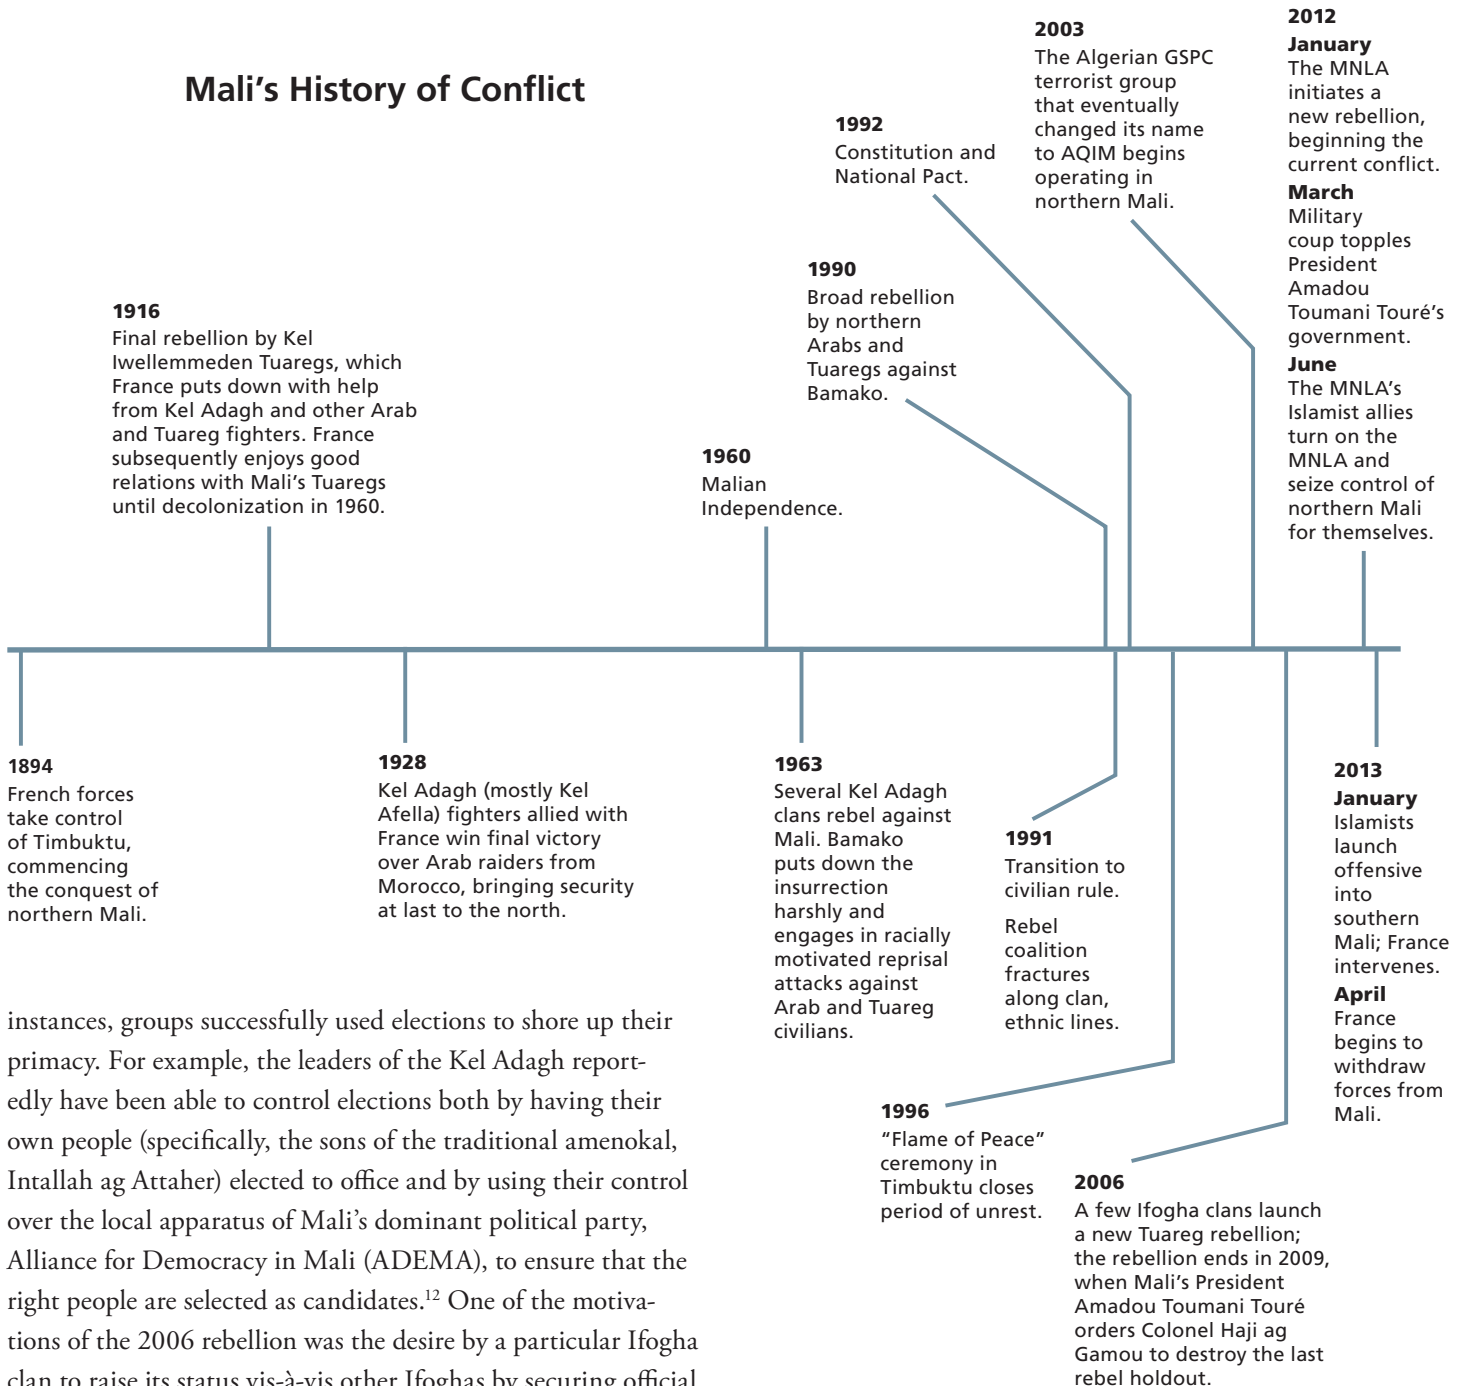 Mali’s History of Conflict
1894
French forces
take control
of Timbuktu,
commencing
the conquest of
northern Mali.
1916
Final rebellion by Kel
Iwellemmeden Tuaregs, which
France puts down with help
from Kel Adagh and other Arab
and Tuareg fighters. France
subsequently enjoys good
relations with Mali’s Tuaregs
until decolonization in 1960.
1928
Kel Adagh (mostly Kel
Afella) fighters allied with
France win final victory
over Arab raiders from
Morocco, bringing security
at last to the north.
1960
Malian
Independence.
1963
Several Kel Adagh
clans rebel against
Mali. Bamako
puts down the
insurrection
harshly and
engages in racially
motivated reprisal
attacks against
Arab and Tuareg
civilians.
1990
Broad rebellion
by northern
Arabs and
Tuaregs against
Bamako.
1991
Transition to
civilian rule.
Rebel
coalition
fractures
along clan,
ethnic lines.
1992
Constitution and
National Pact.
1996
“Flame of Peace”
ceremony in
Timbuktu closes
period of unrest.
2003
The Algerian GSPC
terrorist group
that eventually
changed its name
to AQIM begins
operating in
northern Mali.
2006
A few Ifogha clans launch
a new Tuareg rebellion;
the rebellion ends in 2009,
when Mali’s President
Amadou Toumani Touré
orders Colonel Haji ag
Gamou to destroy the last
rebel holdout.
2012
January
The MNLA
initiates a
new rebellion,
beginning the
current conflict.
March
Military
coup topples
President
Amadou
Toumani Touré’s
government.
June
The MNLA’s
Islamist allies
turn on the
MNLA and
seize control of
northern Mali
for themselves.
2013
January
Islamists
launch
offensive
into
southern
Mali; France
intervenes.
April
France
begins to
withdraw
forces from
Mali.
instances, groups successfully used elections to shore up their
primacy. For example, the leaders of the Kel Adagh report-
edly have been able to control elections both by having their
own people (specifically, the sons of the traditional amenokal,
Intallah ag Attaher) elected to office and by using their control
over the local apparatus of Mali’s dominant political party,
Alliance for Democracy in Mali (ADEMA), to ensure that the
right people are selected as candidates.12 One of the motiva-
tions of the 2006 rebellion was the desire by a particular Ifogha
clan to raise its status vis-à-vis other Ifoghas by securing official